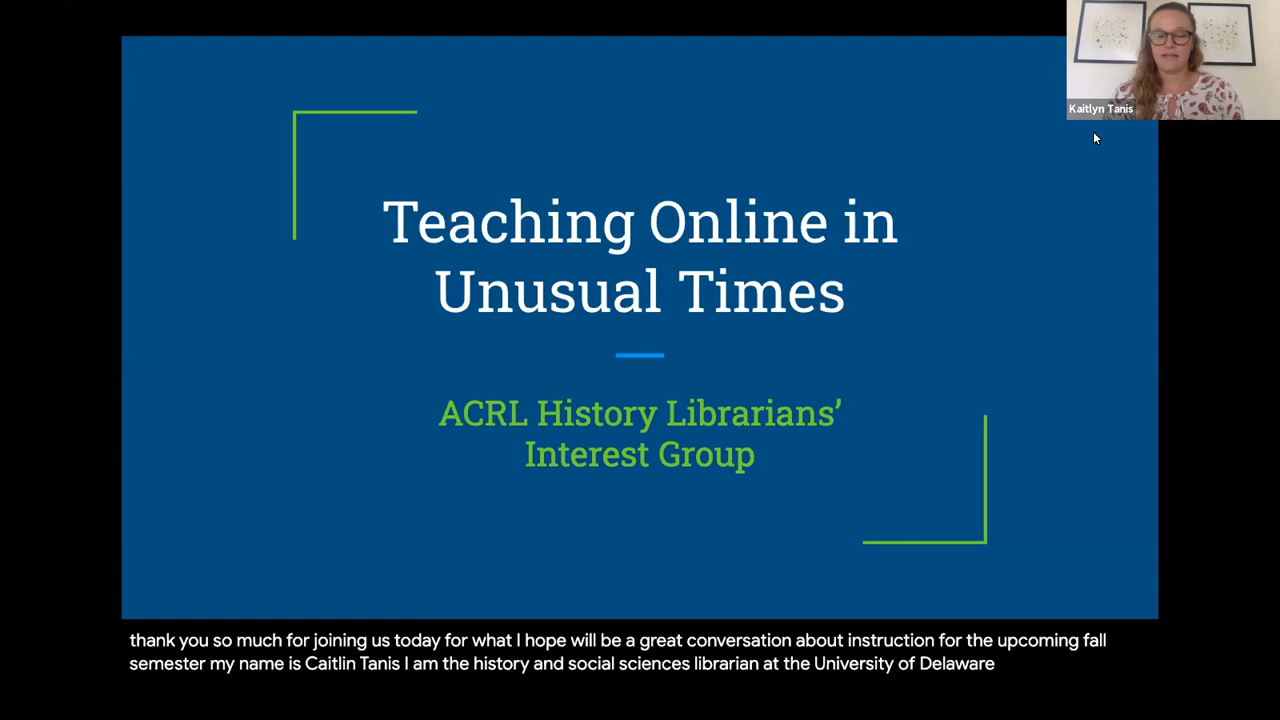 Kaitlyn Tanis
Teaching Online in
Unusual Times
ACRL History Librarians’
Interest Group
thank you so much for joining us today for what I hope will be a great conversation about instruction for the upcoming fall
semester my name is Caitlin Tanis I am the history and social sciences librarian at the University of Delaware